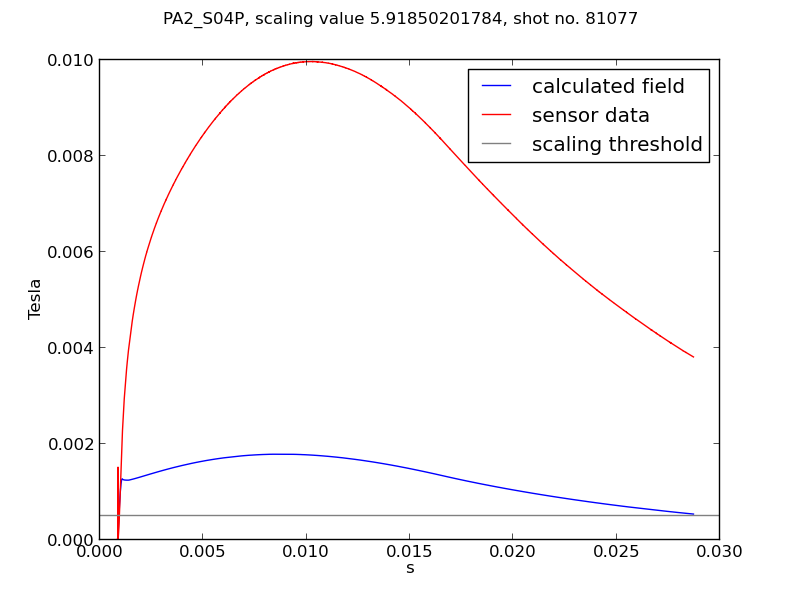 PA2_S04P, scaling value 5.91850201784, shot no. 81077
0.010
0.008
0.006
0.004
0.002
0.000
Tesla
calculated field
sensor data
scaling threshold
0.000
0.005
0.010
0.015
0.020
0.025
0.030
s